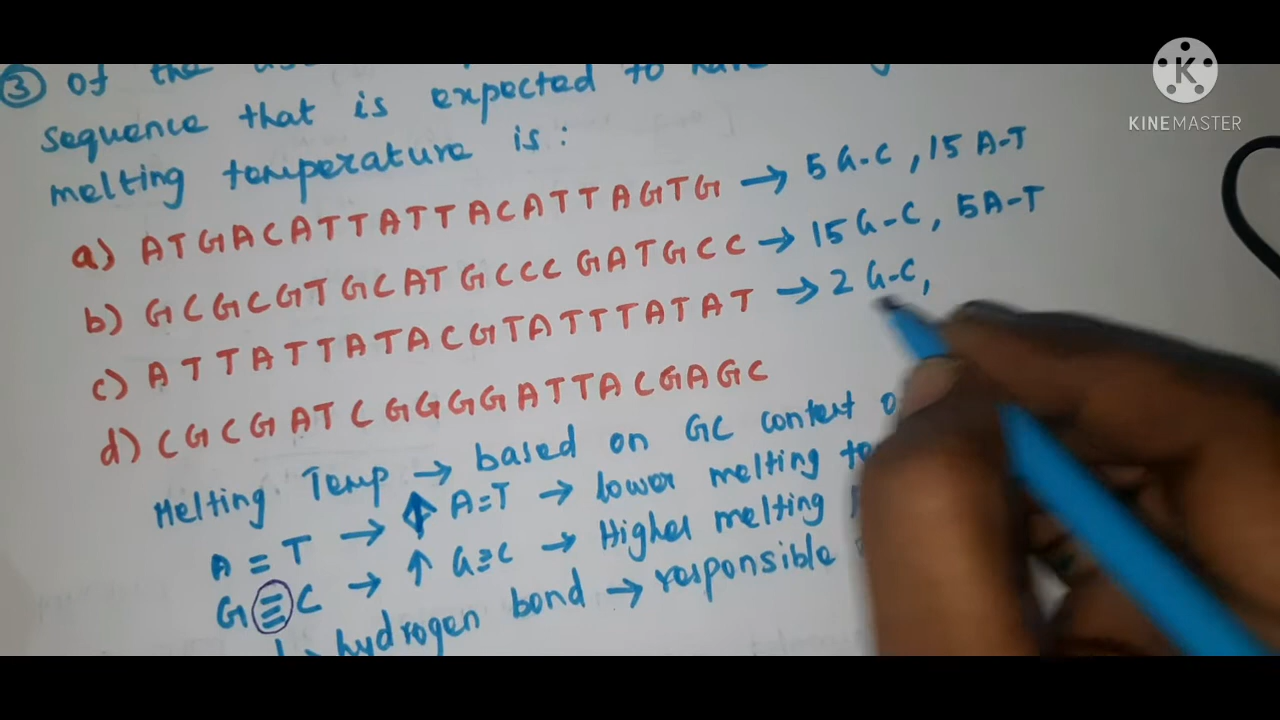 ③ Of the
sequence that is expected to
melting temperature is:
a) ATGACATTATTACATTAGTG → 5 G-C, 15 A-T
b) GCGCGTGCATGCCCGATGCC → 15 G-C, 5 A-T
c) ATTATTATACGTATTTATAT → 2 G-C,
d) CGCGATCGGGGATTACGAGC
Melting Temp → based on GC content
A = T → ↑ A=T → lower melting
G ≡ C → ↑ G≡C → Higher melting
hydrogen bond → responsible
KINEMASTER